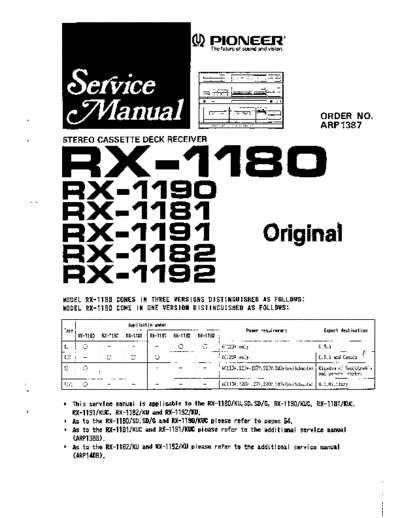 PIONEER
The future of sound and vision.
Service
Manual
ORDER NO.
ARP1387
STEREO CASSETTE DECK RECEIVER
RX-1180
RX-1190
RX-1181
RX-1191
Original
RX-1182
RX-1192
MODEL RX-1180 COMES IN THREE VERSIONS DISTINGUISHED AS FOLLOWS:
MODEL RX-1190 COME IN ONE VERSION DISTINGUISHED AS FOLLOWS:
Type Applicable model Power requirement Export destination
RX-1180 RX-1190 RX-1181 RX-1191 RX-1182 RX-1192
AC120V only U.S.A
AC120V only U.S.A and Canada
• This service manual is applicable to the RX-1180/KU,SD,SD/G, RX-1190/KUC, RX-1181/KUC,
RX-1191/KUC, RX-1182/KU and RX-1192/KU.
• As to the RX-1180/SD,SD/G and RX-1190/KUC please refer to pages 54.
• As to the RX-1181/KUC and RX-1191/KUC please refer to the additional service manual
(ARP1388).
• As to the RX-1182/KU and RX-1192/KU please refer to the additional service manual
(ARP1408).